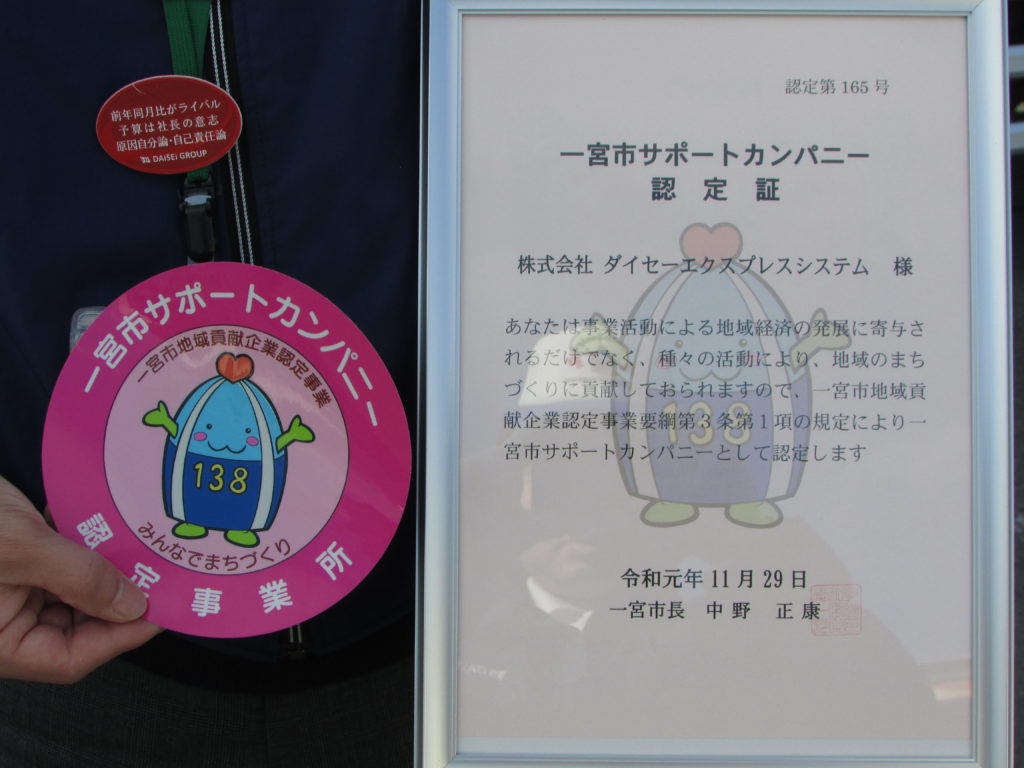 前年同月比がライバル
予算は社長の意志
原因自分論・自己責任論
DAISEI GROUP
一宮市サポートカンパニー
一宮市地域貢献企業認定事業
138
みんなでまちづくり
認定事業所
認定第165号
一宮市サポートカンパニー
認定証
株式会社 ダイセーエクスプレスシステム 様
あなたは事業活動による地域経済の発展に寄与さ
れるだけでなく、種々の活動により、地域のまち
づくりに貢献しておられますので、一宮市地域貢
献企業認定事業要綱第3条第1項の規定により一
宮市サポートカンパニーとして認定します
138
令和元年11月29日
一宮市長 中野 正康